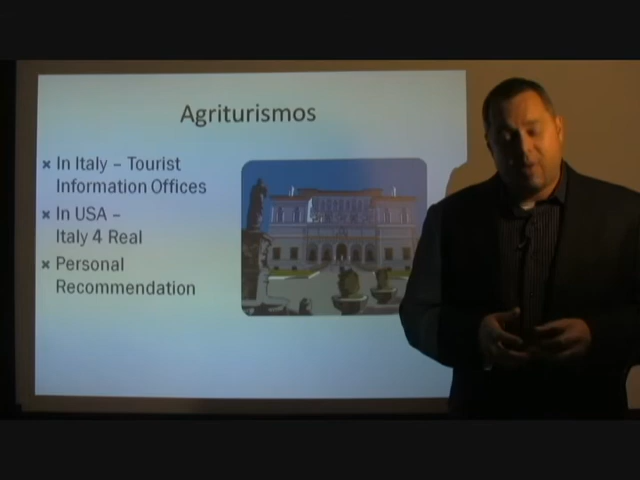 Agriturismos
× In Italy – Tourist
Information Offices
× In USA –
Italy 4 Real
× Personal
Recommendation